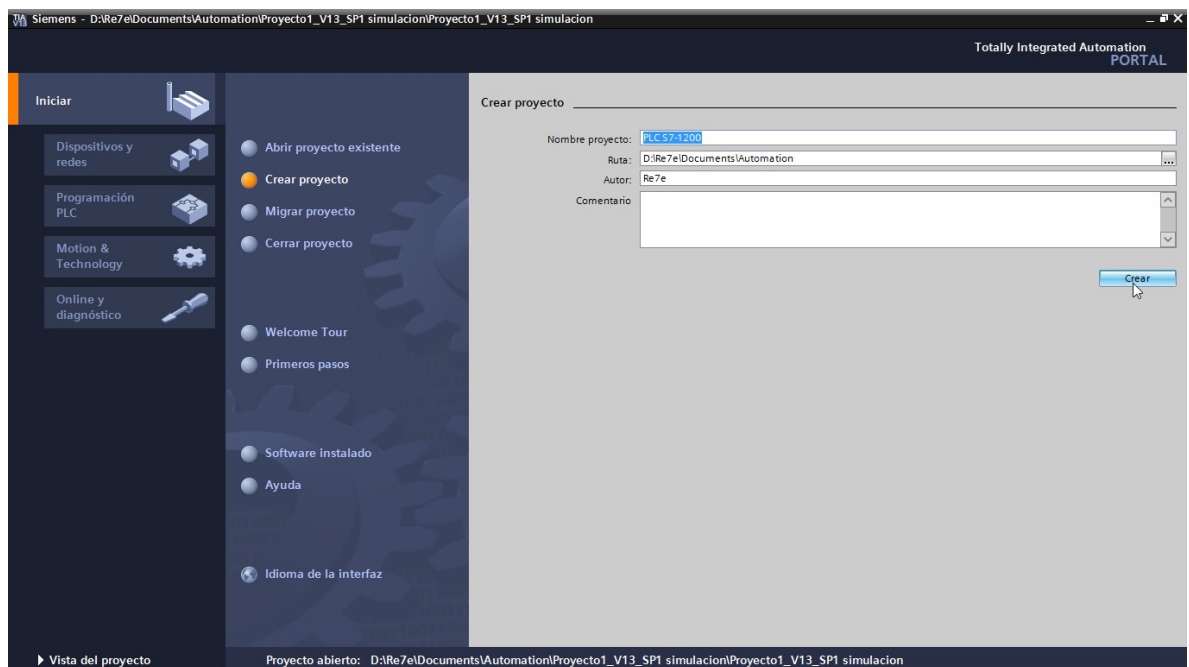 Siemens - D:\Re7e\Documents\Automation\Proyecto1_V13_SP1 simulacion\Proyecto1_V13_SP1 simulacion
Totally Integrated Automation
PORTAL
Iniciar
Dispositivos y
redes
Programación
PLC
Motion &
Technology
Online y
diagnóstico
Abrir proyecto existente
Crear proyecto
Migrar proyecto
Cerrar proyecto
Welcome Tour
Primeros pasos
Software instalado
Ayuda
Idioma de la interfaz
Crear proyecto
Nombre proyecto: PLC S7-1200
Ruta: D:\Re7e\Documents\Automation ...
Autor: Re7e
Comentario
Crear
Vista del proyecto
Proyecto abierto: D:\Re7e\Documents\Automation\Proyecto1_V13_SP1 simulacion\Proyecto1_V13_SP1 simulacion